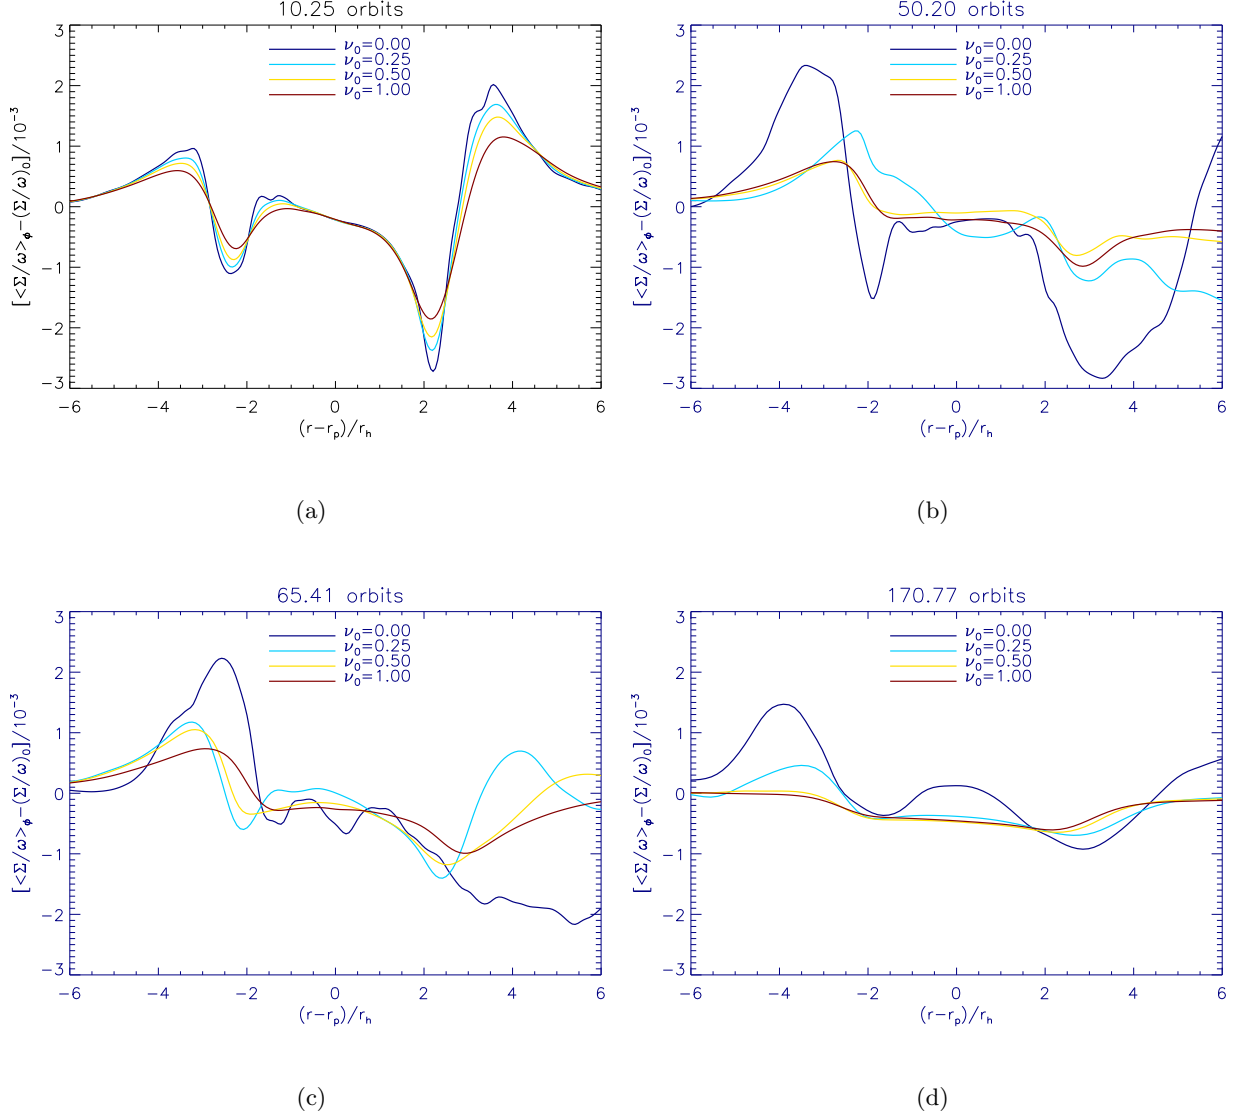 10.25 orbits
ν₀=0.00
ν₀=0.25
ν₀=0.50
ν₀=1.00
[<Σ/ω>ᵩ−(Σ/ω)₀]/10⁻³
3
2
1
0
−1
−2
−3
−6 −4 −2 0 2 4 6
(r−rₚ)/rₕ
(a)
50.20 orbits
ν₀=0.00
ν₀=0.25
ν₀=0.50
ν₀=1.00
[<Σ/ω>ᵩ−(Σ/ω)₀]/10⁻³
3
2
1
0
−1
−2
−3
−6 −4 −2 0 2 4 6
(r−rₚ)/rₕ
(b)
65.41 orbits
ν₀=0.00
ν₀=0.25
ν₀=0.50
ν₀=1.00
[<Σ/ω>ᵩ−(Σ/ω)₀]/10⁻³
3
2
1
0
−1
−2
−3
−6 −4 −2 0 2 4 6
(r−rₚ)/rₕ
(c)
170.77 orbits
ν₀=0.00
ν₀=0.25
ν₀=0.50
ν₀=1.00
[<Σ/ω>ᵩ−(Σ/ω)₀]/10⁻³
3
2
1
0
−1
−2
−3
−6 −4 −2 0 2 4 6
(r−rₚ)/rₕ
(d)